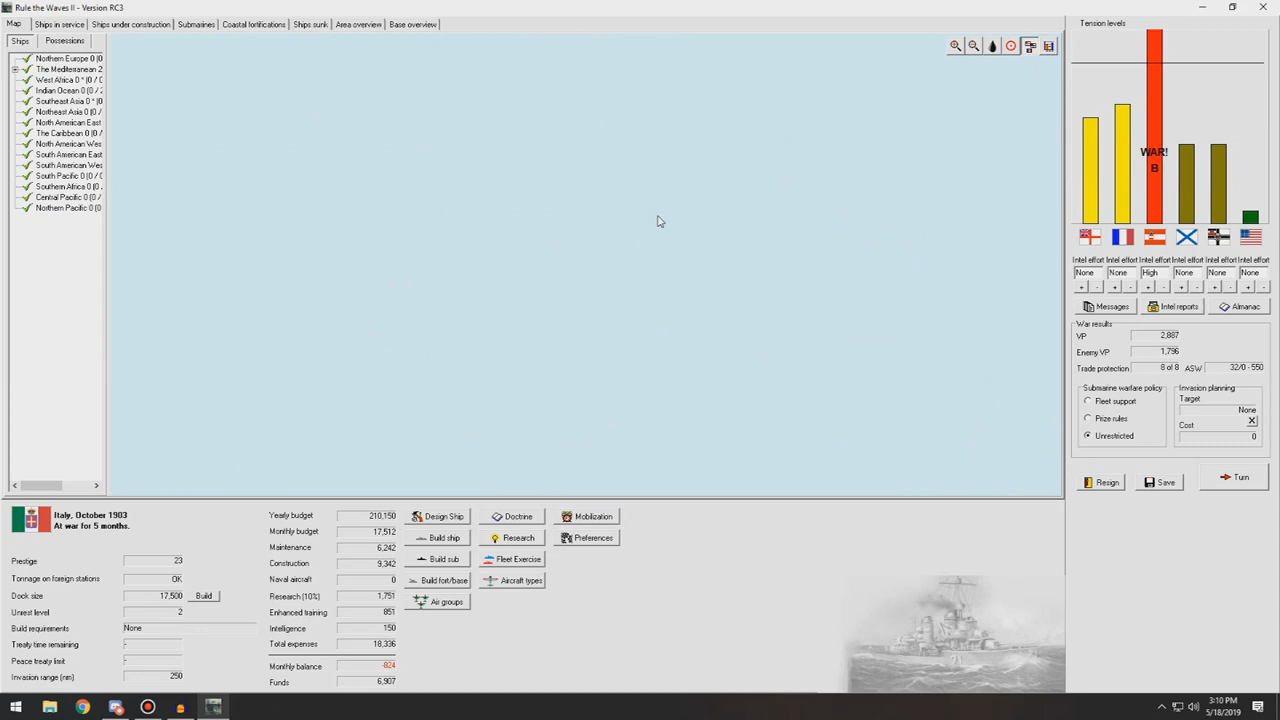 Rule the Waves II - Version RC3
Map Ships in service Ships under construction Submarines Coastal fortifications Ships sunk Area overview Base overview
Ships Possessions
Northern Europe 0 (0
The Mediterranean 2
West Africa 0 * (0 / 0
Indian Ocean 0 (0 / 2
Southeast Asia 0 * (0
Northeast Asia 0 (0 /
North American East
The Caribbean 0 (0 /
North American Wes
South American East
South American Wes
South Pacific 0 (0 / 0
Southern Africa 0 (0 /
Central Pacific 0 (0 /
Northern Pacific 0 (0
Tension levels
WAR!
B
Intel effort Intel effort Intel effort Intel effort Intel effort Intel effort
None None High None None None
+ - + - + - + - + - + -
Messages Intel reports Almanac
War results
VP 2,887
Enemy VP 1,796
Trade protection 8 of 8 ASW 32/0 - 550
Submarine warfare policy
Fleet support
Prize rules
Unrestricted
Invasion planning
Target
None
Cost X
0
Resign Save Turn
Italy, October 1903
At war for 5 months.
Prestige 23
Tonnage on foreign stations OK
Dock size 17,500 Build
Unrest level 2
Build requirements None
Treaty time remaining -
Peace treaty limit -
Invasion range (nm) 250
Yearly budget 210,150
Monthly budget 17,512
Maintenance 6,242
Construction 9,342
Naval aircraft 0
Research (10%) 1,751
Enhanced training 851
Intelligence 150
Total expenses 18,336
Monthly balance -824
Funds 6,907
Design Ship Doctrine Mobilization
Build ship Research Preferences
Build sub Fleet Exercise
Build fort/base Aircraft types
Air groups
3:10 PM
5/18/2019